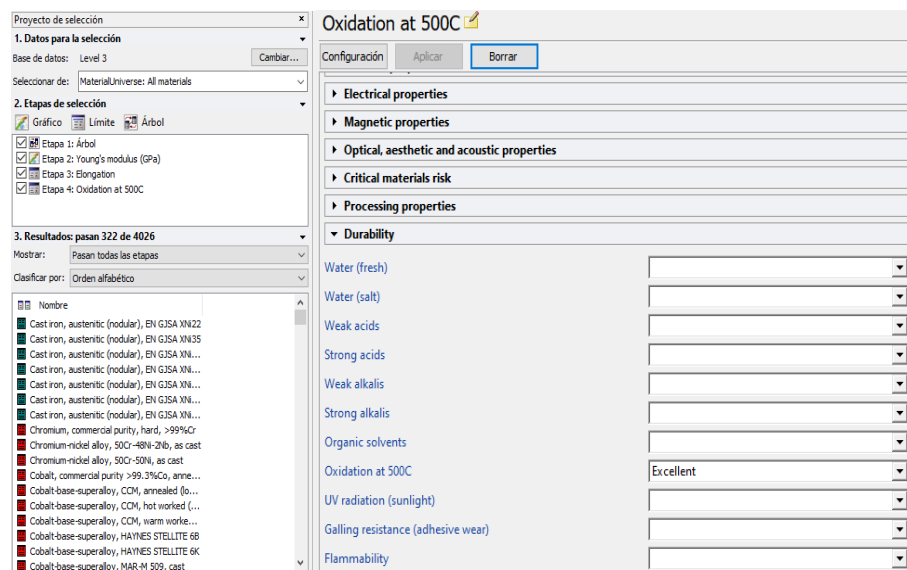 Proyecto de selección
1. Datos para la selección
Base de datos: Level 3 Cambiar...
Seleccionar de: MaterialUniverse: All materials
2. Etapas de selección
Gráfico Límite Árbol
Etapa 1: Árbol
Etapa 2: Young's modulus (GPa)
Etapa 3: Elongation
Etapa 4: Oxidation at 500C
3. Resultados: pasan 322 de 4026
Mostrar: Pasan todas las etapas
Clasificar por: Orden alfabético
Nombre
Cast iron, austenitic (nodular), EN GJSA XNi22
Cast iron, austenitic (nodular), EN GJSA XNi35
Cast iron, austenitic (nodular), EN GJSA XNi...
Cast iron, austenitic (nodular), EN GJSA XNi...
Cast iron, austenitic (nodular), EN GJSA XNi...
Cast iron, austenitic (nodular), EN GJSA XNi...
Cast iron, austenitic (nodular), EN GJSA XNi...
Chromium, commercial purity, hard, >99%Cr
Chromium-nickel alloy, 50Cr-48Ni-2Nb, as cast
Chromium-nickel alloy, 50Cr-50Ni, as cast
Cobalt, commercial purity >99.3%Co, anne...
Cobalt-base-superalloy, CCM, annealed (lo...
Cobalt-base-superalloy, CCM, hot worked (...
Cobalt-base-superalloy, CCM, warm worke...
Cobalt-base-superalloy, HAYNES STELLITE 6B
Cobalt-base-superalloy, HAYNES STELLITE 6K
Cobalt-base-superalloy, MAR-M 509, cast
Oxidation at 500C
Configuración Aplicar Borrar
Electrical properties
Magnetic properties
Optical, aesthetic and acoustic properties
Critical materials risk
Processing properties
Durability
Water (fresh)
Water (salt)
Weak acids
Strong acids
Weak alkalis
Strong alkalis
Organic solvents
Oxidation at 500C Excellent
UV radiation (sunlight)
Galling resistance (adhesive wear)
Flammability